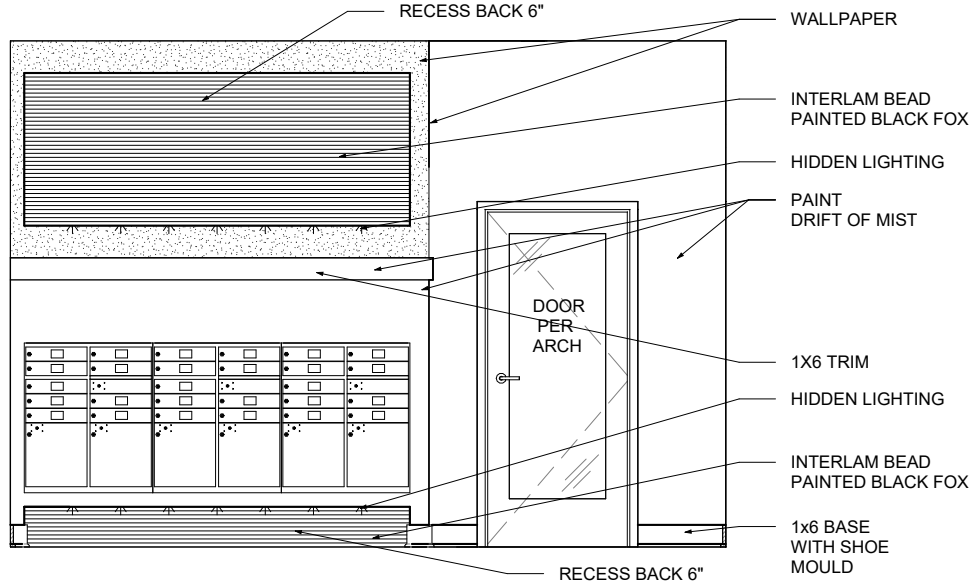 RECESS BACK 6"
WALLPAPER
INTERLAM BEAD
PAINTED BLACK FOX
HIDDEN LIGHTING
PAINT
DRIFT OF MIST
DOOR
PER
ARCH
1X6 TRIM
HIDDEN LIGHTING
INTERLAM BEAD
PAINTED BLACK FOX
1x6 BASE
WITH SHOE
MOULD
RECESS BACK 6"